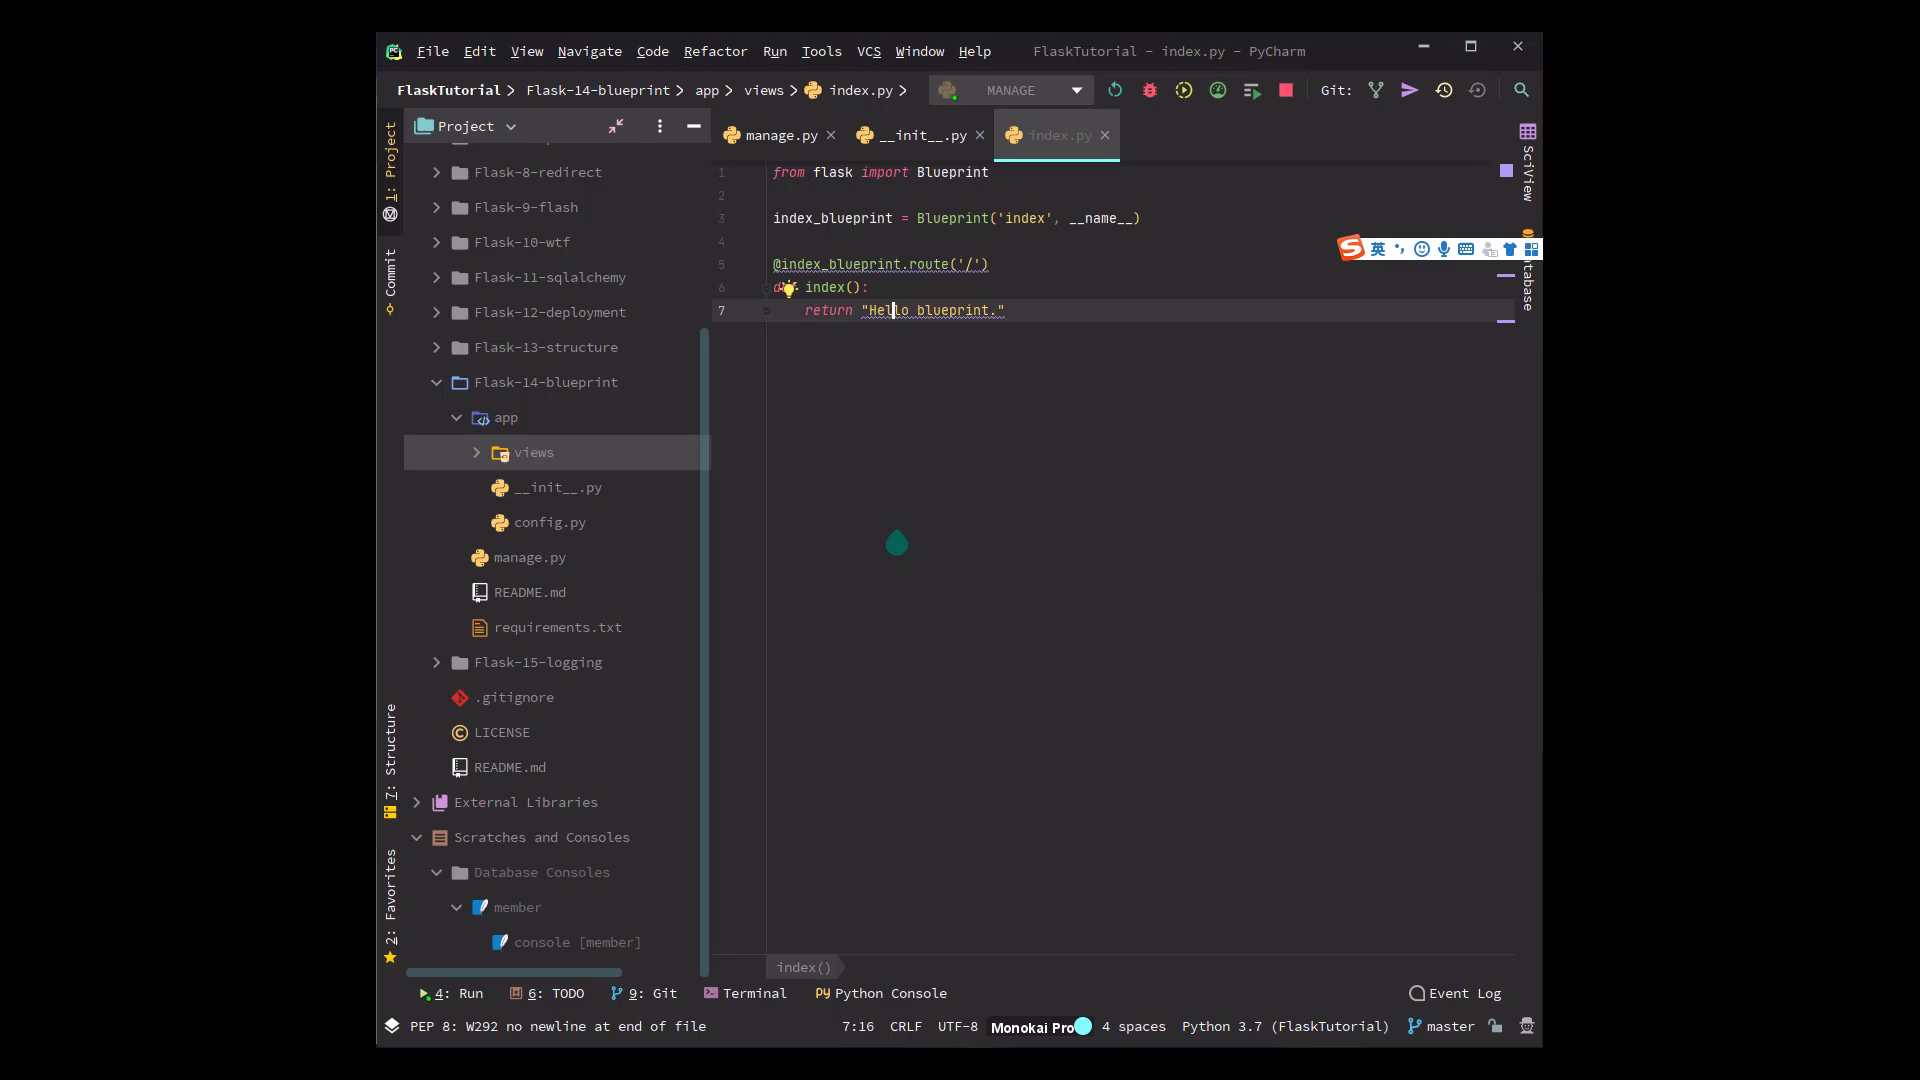 File Edit View Navigate Code Refactor Run Tools VCS Window Help FlaskTutorial - index.py - PyCharm
FlaskTutorial Flask-14-blueprint app views index.py MANAGE Git:
Project
manage.py __init__.py index.py
1: Project
Commit
7: Structure
2: Favorites
Flask-8-redirect
Flask-9-flash
Flask-10-wtf
Flask-11-sqlalchemy
Flask-12-deployment
Flask-13-structure
Flask-14-blueprint
app
views
__init__.py
config.py
manage.py
README.md
requirements.txt
Flask-15-logging
.gitignore
LICENSE
README.md
External Libraries
Scratches and Consoles
Database Consoles
member
console [member]
1 from flask import Blueprint
2
3 index_blueprint = Blueprint('index', __name__)
4
5 @index_blueprint.route('/')
6 index():
7 return "Hello blueprint."
SciView
英
index()
4: Run 6: TODO 9: Git Terminal Python Console Event Log
PEP 8: W292 no newline at end of file 7:16 CRLF UTF-8 Monokai Pro 4 spaces Python 3.7 (FlaskTutorial) master